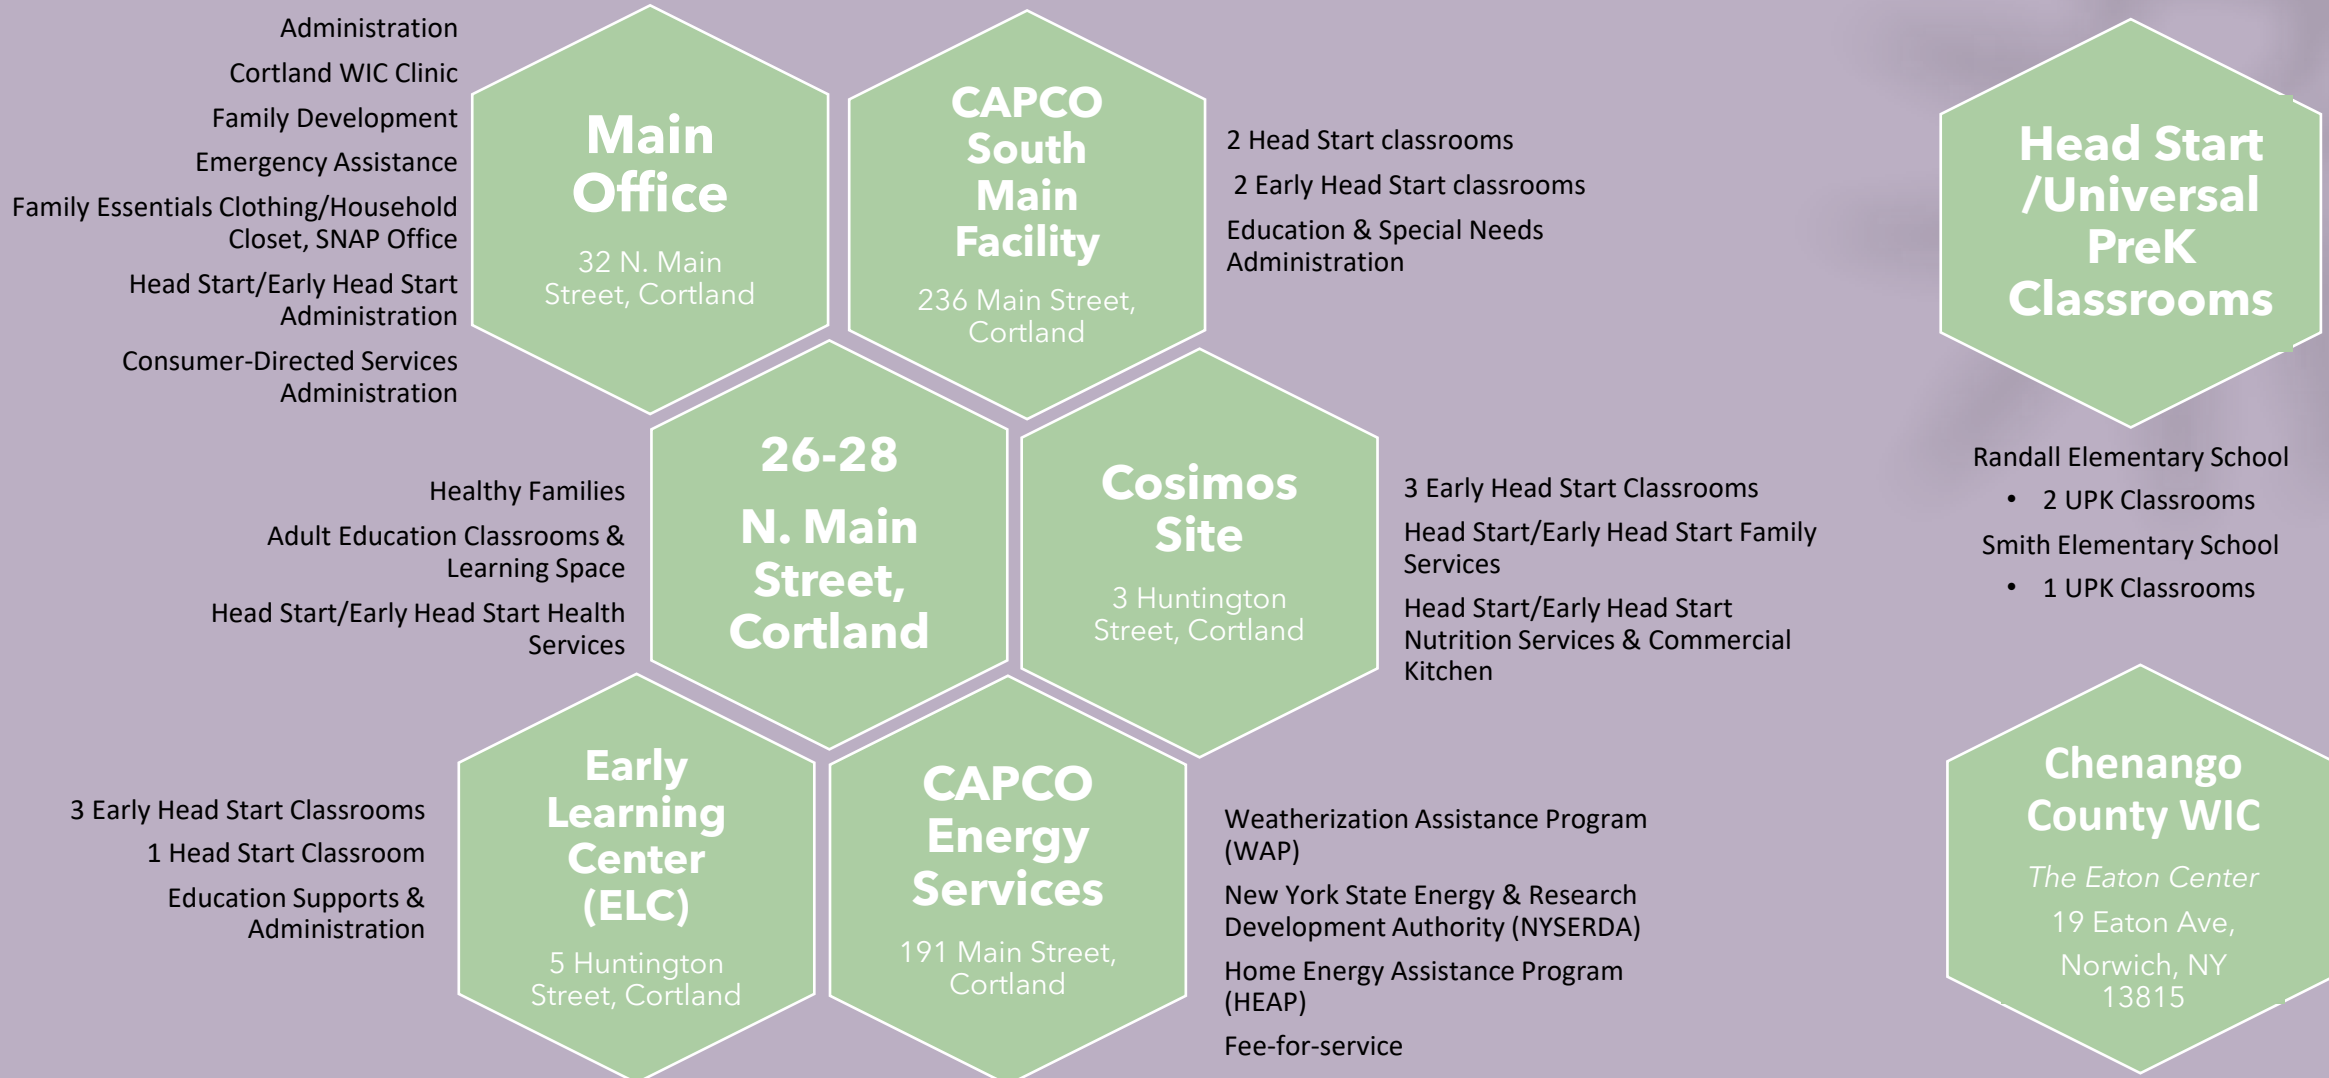 Administration
Cortland WIC Clinic
Family Development
Emergency Assistance
Family Essentials Clothing/Household
Closet, SNAP Office
Head Start/Early Head Start
Administration
Consumer-Directed Services
Administration
Main
Office
32 N. Main
Street, Cortland
CAPCO
South
Main
Facility
236 Main Street,
Cortland
2 Head Start classrooms
2 Early Head Start classrooms
Education & Special Needs
Administration
Healthy Families
Adult Education Classrooms &
Learning Space
Head Start/Early Head Start Health
Services
26-28
N. Main
Street,
Cortland
Cosimos
Site
3 Huntington
Street, Cortland
3 Early Head Start Classrooms
Head Start/Early Head Start Family
Services
Head Start/Early Head Start
Nutrition Services & Commercial
Kitchen
3 Early Head Start Classrooms
1 Head Start Classroom
Education Supports &
Administration
Early
Learning
Center
(ELC)
5 Huntington
Street, Cortland
CAPCO
Energy
Services
191 Main Street,
Cortland
Weatherization Assistance Program
(WAP)
New York State Energy & Research
Development Authority (NYSERDA)
Home Energy Assistance Program
(HEAP)
Fee-for-service
Head Start
/Universal
PreK
Classrooms
Randall Elementary School
• 2 UPK Classrooms
Smith Elementary School
• 1 UPK Classrooms
Chenango
County WIC
The Eaton Center
19 Eaton Ave,
Norwich, NY
13815